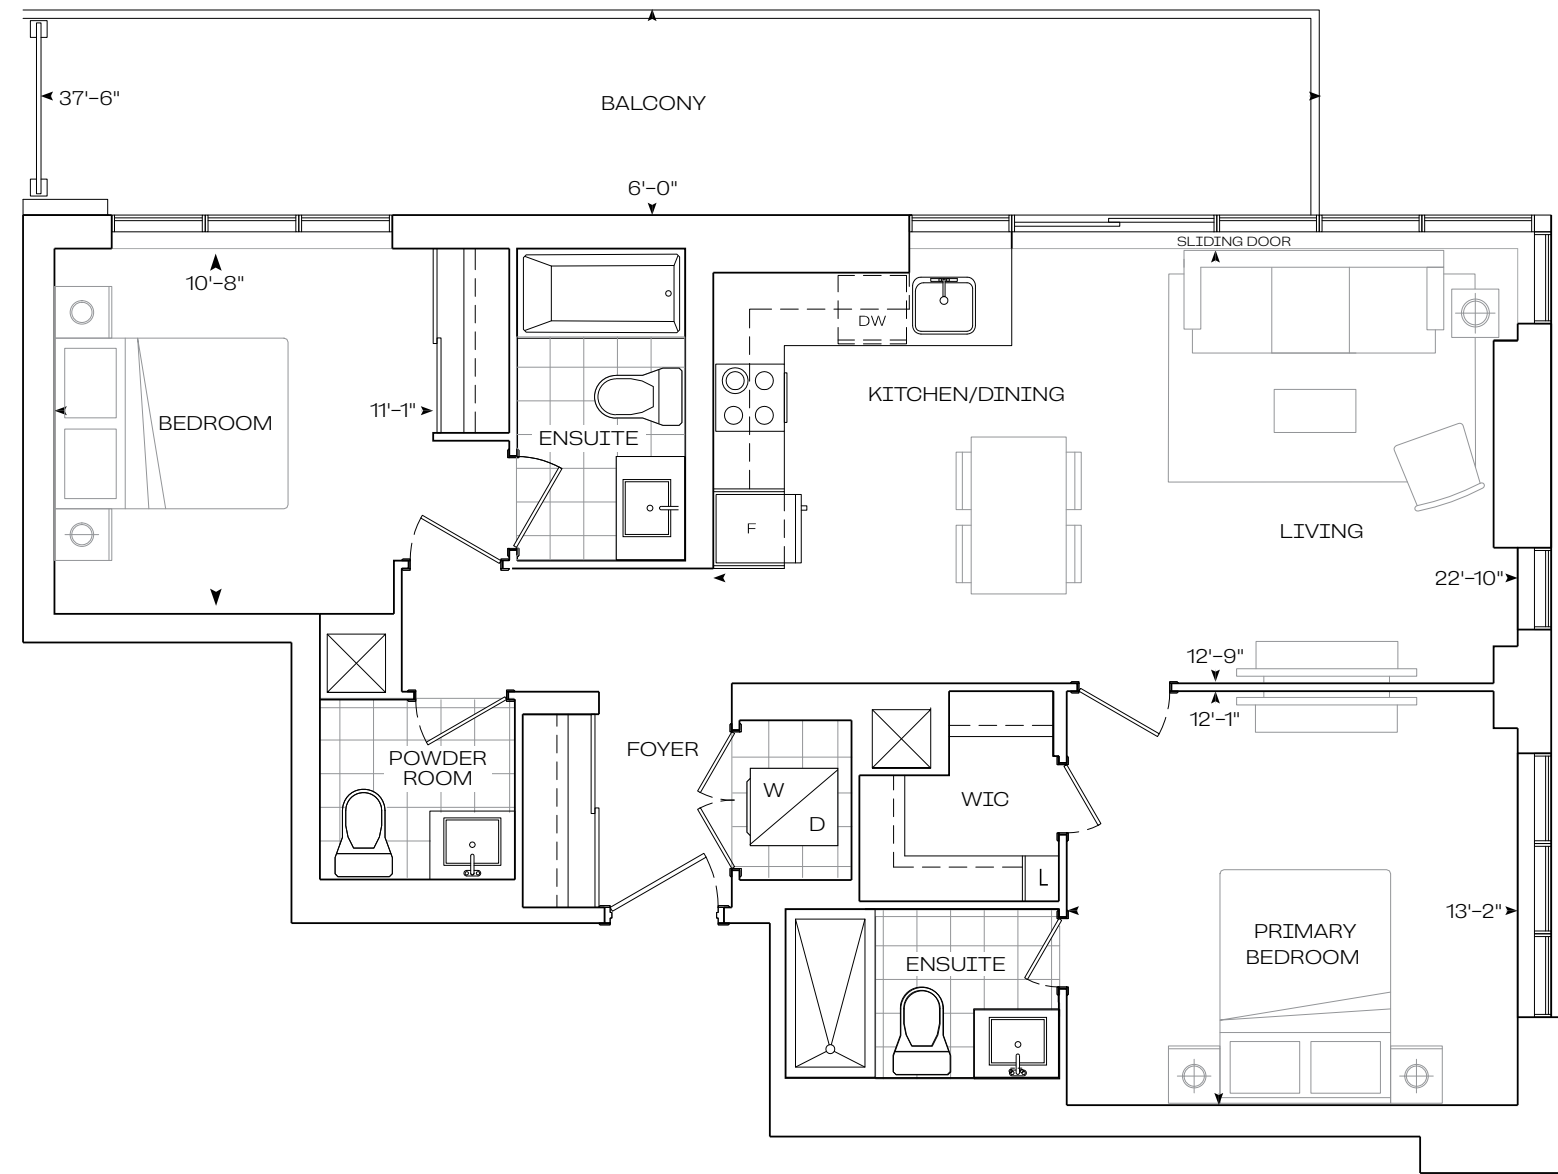 37'-6"
BALCONY
6'-0"
SLIDING DOOR
10'-8"
DW
KITCHEN/DINING
11'-1"
BEDROOM
ENSUITE
F
LIVING
22'-10"
12'-9"
12'-1"
FOYER
POWDER
ROOM
W
D
WIC
L
13'-2"
PRIMARY
BEDROOM
ENSUITE